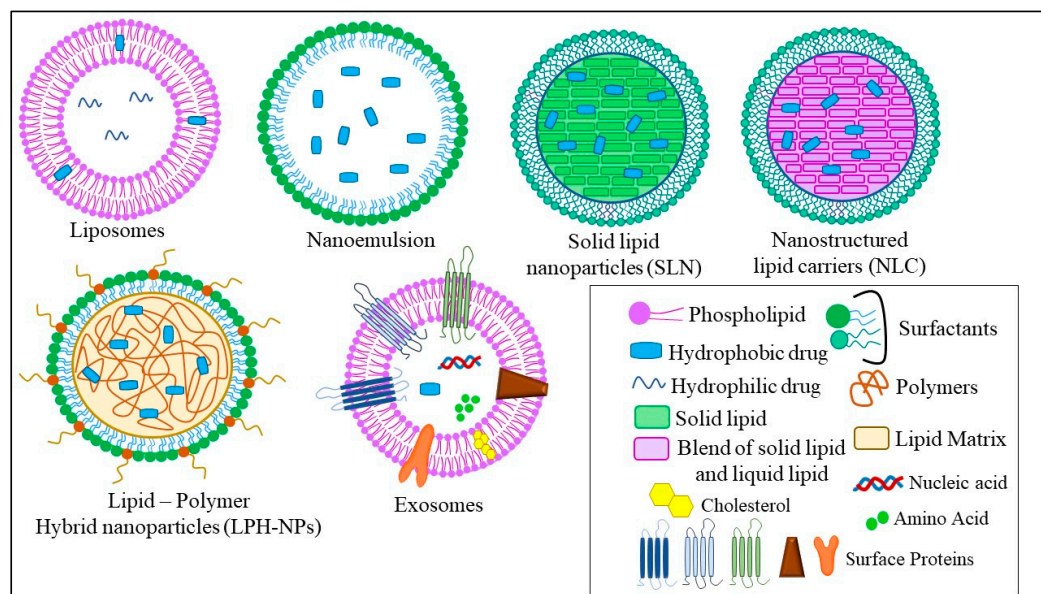 Liposomes
Nanoemulsion
Solid lipid
nanoparticles (SLN)
Nanostructured
lipid carriers (NLC)
Lipid – Polymer
Hybrid nanoparticles (LPH-NPs)
Exosomes
Phospholipid
Hydrophobic drug
Hydrophilic drug
Solid lipid
Blend of solid lipid
and liquid lipid
Cholesterol
Surfactants
Polymers
Lipid Matrix
Nucleic acid
Amino Acid
Surface Proteins